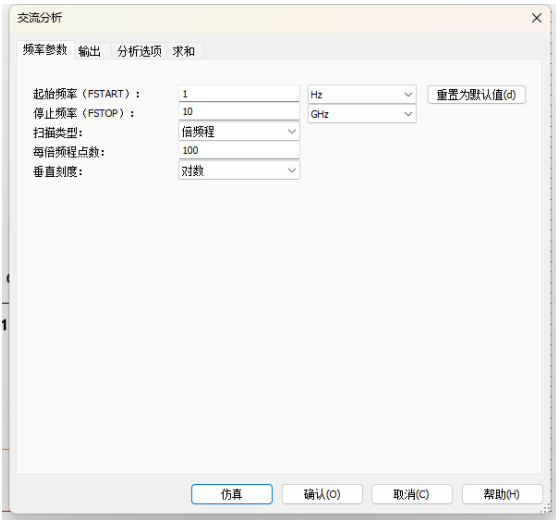 交流分析
频率参数 输出 分析选项 求和
起始频率（FSTART）: 1 Hz 重置为默认值(d)
停止频率（FSTOP）: 10 GHz
扫描类型: 倍频程
每倍频程点数: 100
垂直刻度: 对数
1
仿真 确认(O) 取消(C) 帮助(H)